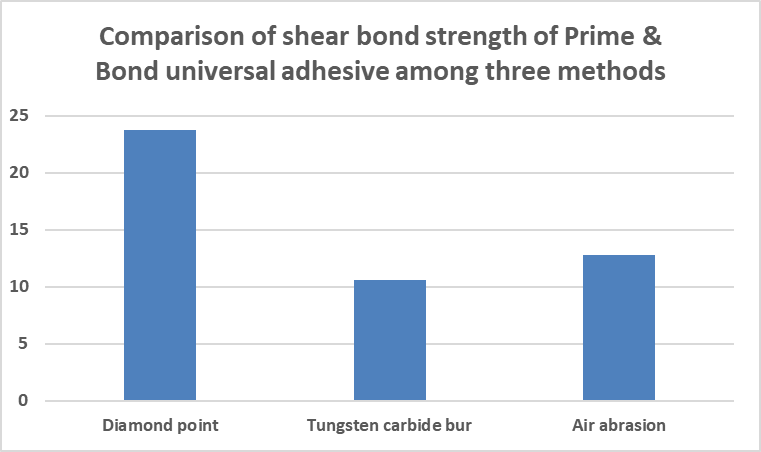 Comparison of shear bond strength of Prime &
Bond universal adhesive among three methods
25
20
15
10
5
0
Diamond point
Tungsten carbide bur
Air abrasion